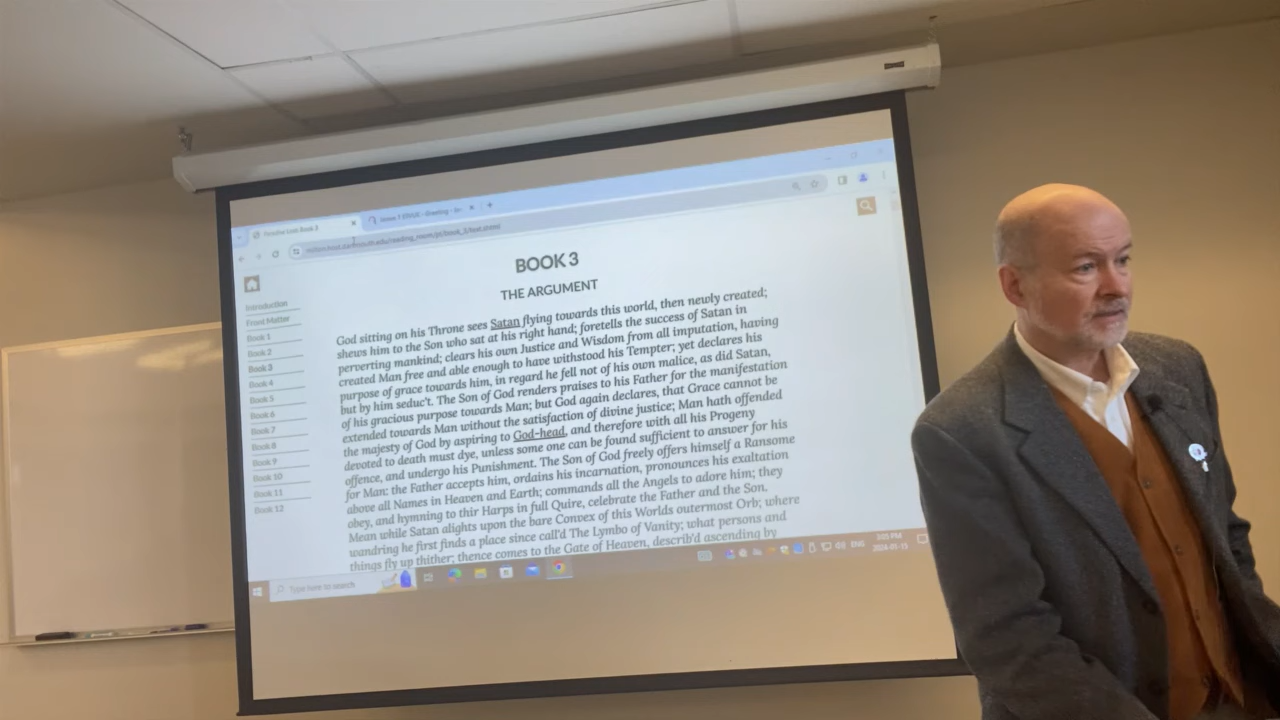 Paradise Lost: Book 3
BOOK 3
THE ARGUMENT
God sitting on his Throne sees Satan flying towards this world, then newly created;
shews him to the Son who sat at his right hand; foretells the success of Satan in
perverting mankind; clears his own Justice and Wisdom from all imputation, having
created Man free and able enough to have withstood his Tempter; yet declares his
purpose of grace towards him, in regard he fell not of his own malice, as did Satan,
but by him seduc't. The Son of God renders praises to his Father for the manifestation
of his gracious purpose towards Man; but God again declares, that Grace cannot be
extended towards Man without the satisfaction of divine justice; Man hath offended
the majesty of God by aspiring to God-head, and therefore with all his Progeny
devoted to death must dye, unless some one can be found sufficient to answer for his
offence, and undergo his Punishment. The Son of God freely offers himself a Ransome
for Man: the Father accepts him, ordains his incarnation, pronounces his exaltation
above all Names in Heaven and Earth; commands all the Angels to adore him; they
obey, and hymning to thir Harps in full Quire, celebrate the Father and the Son.
Mean while Satan alights upon the bare Convex of this Worlds outermost Orb; where
wandring he first finds a place since call'd The Lymbo of Vanity; what persons and
things fly up thither; thence comes to the Gate of Heaven, describ'd ascending by
Introduction
Front Matter
Book 1
Book 2
Book 3
Book 4
Book 5
Book 6
Book 7
Book 8
Book 9
Book 10
Book 11
Book 12
Type here to search
ENG
3:05 PM
2024-05-15